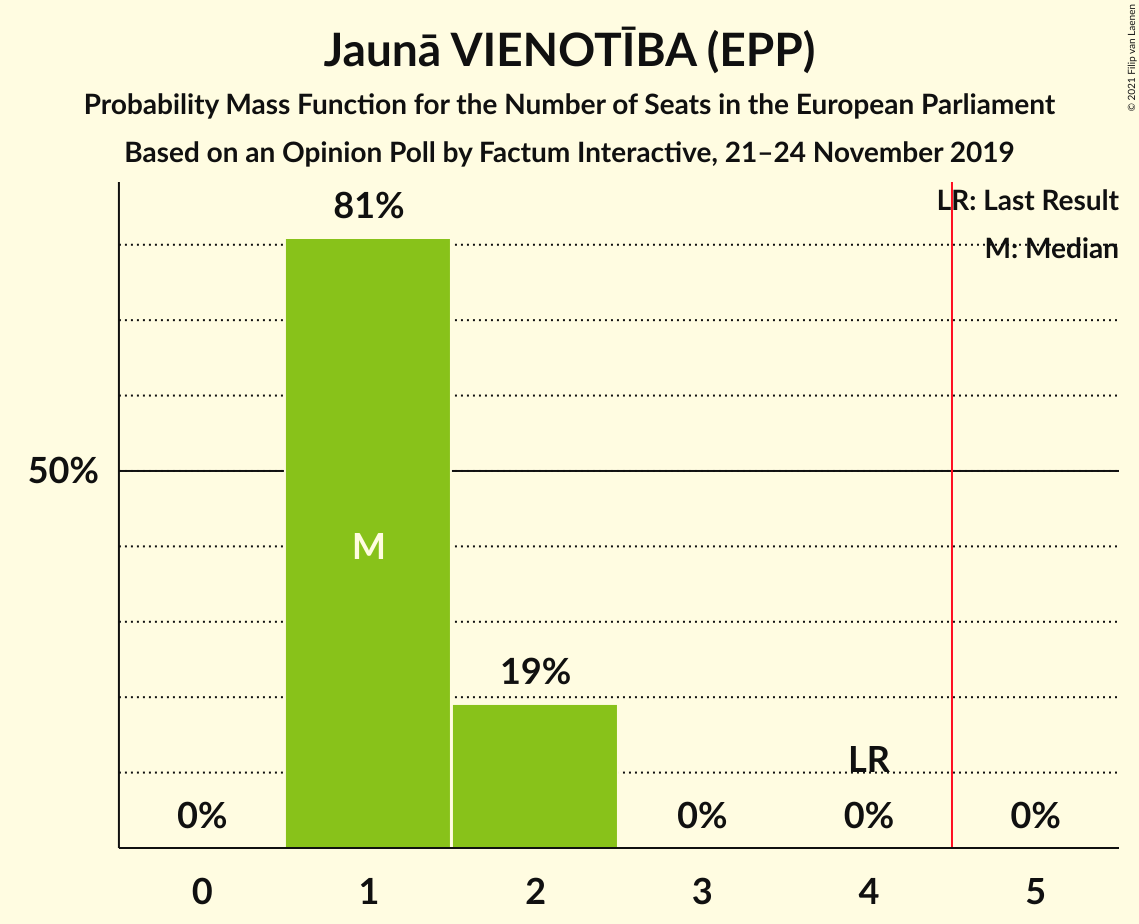 Jaunā VIENOTĪBA (EPP)
Probability Mass Function for the Number of Seats in the European Parliament
Based on an Opinion Poll by Factum Interactive, 21–24 November 2019
© 2021 Filip van Laenen
LR: Last Result
M: Median
81%
50%
M
19%
LR
0%
0%
0%
0%
0 1 2 3 4 5